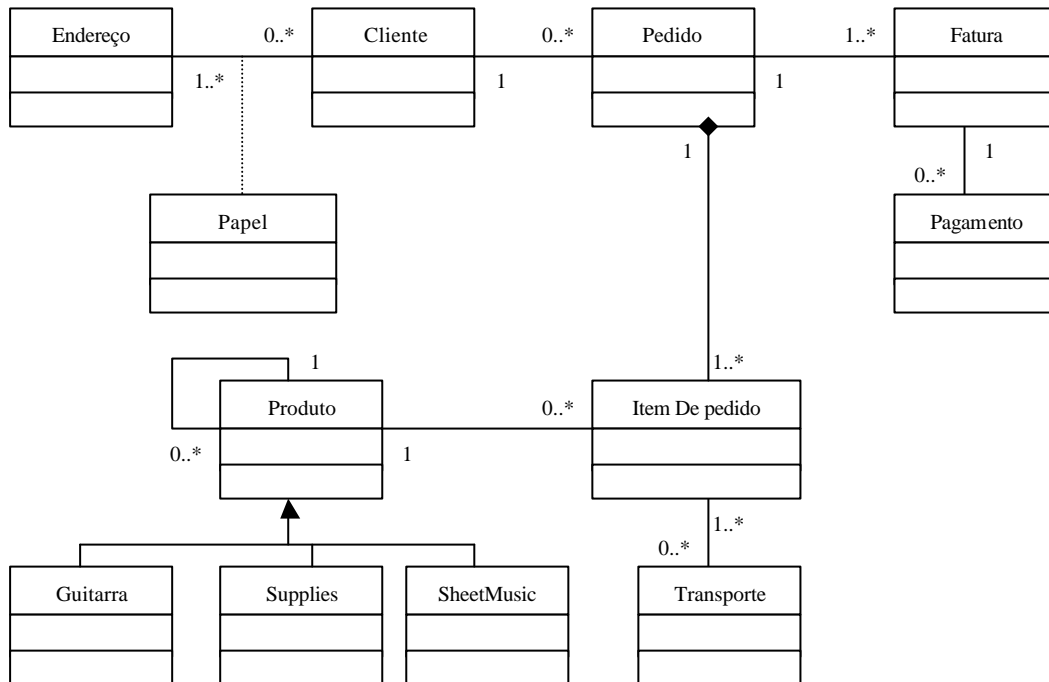 Endereço
0..*
Cliente
0..*
Pedido
1..*
Fatura
1..*
1
1
1
1
0..*
Papel
Pagamento
1
1..*
Produto
0..*
Item De pedido
0..*
1
1..*
0..*
Guitarra
Supplies
SheetMusic
Transporte